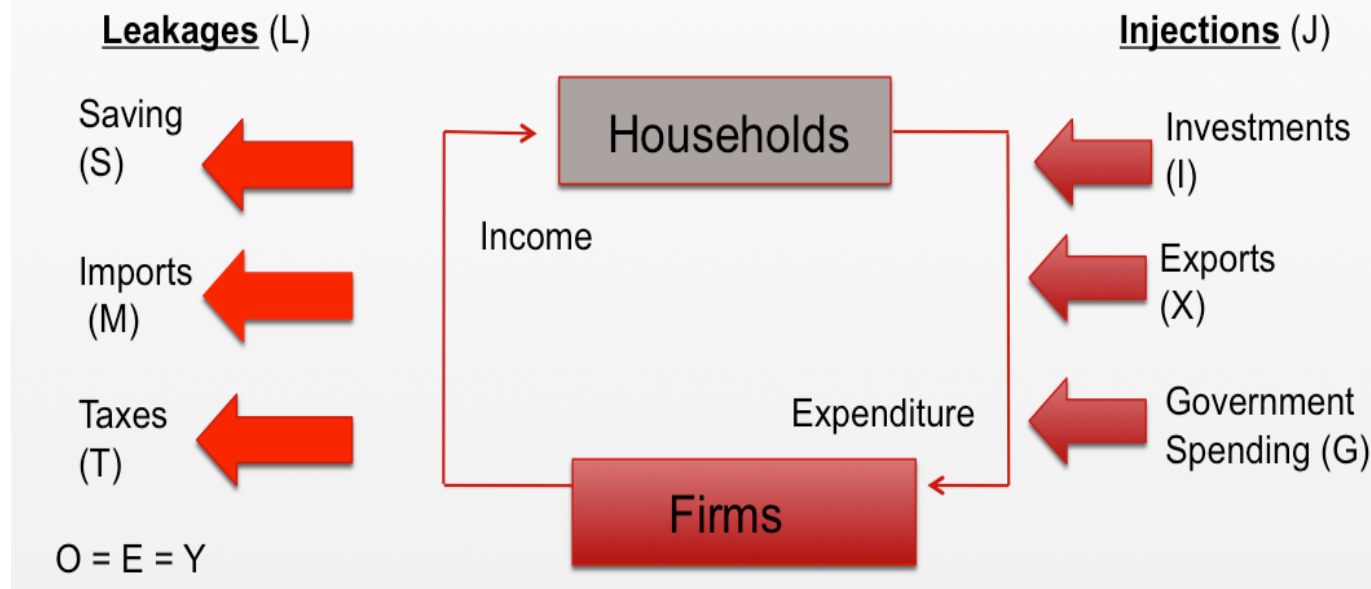 Leakages (L)
Injections (J)
Saving
(S)
Households
Investments
(I)
Income
Imports
(M)
Exports
(X)
Taxes
(T)
Expenditure
Government
Spending (G)
Firms
O = E = Y